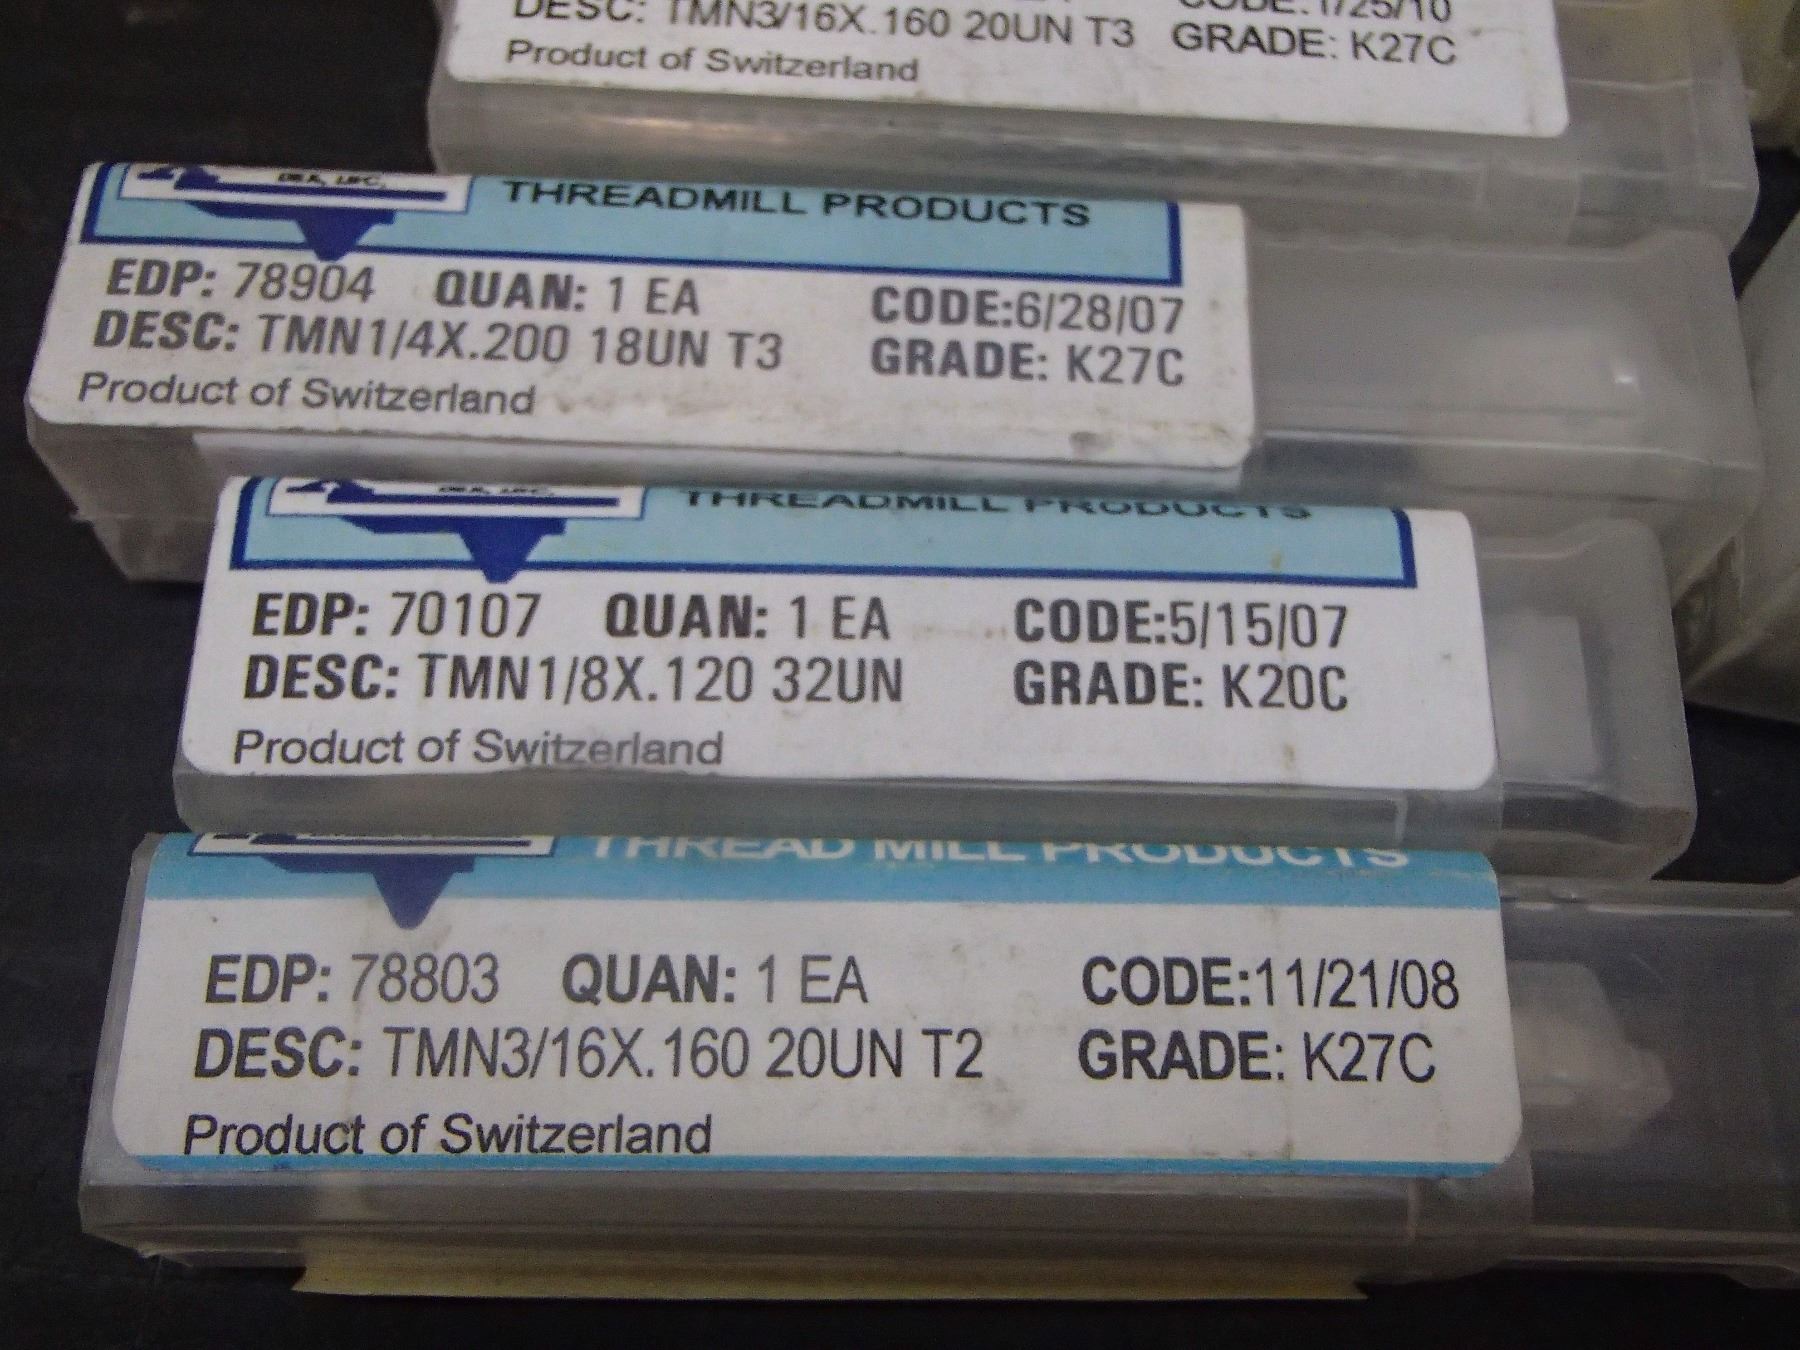 DESC: TMN3/16X.160 20UN T3 GRADE: K27C
Product of Switzerland
THREADMILL PRODUCTS
EDP: 78904 QUAN: 1 EA CODE:6/28/07
DESC: TMN1/4X.200 18UN T3 GRADE: K27C
Product of Switzerland
THREADMILL PRODUCTS
EDP: 70107 QUAN: 1 EA CODE:5/15/07
DESC: TMN1/8X.120 32UN GRADE: K20C
Product of Switzerland
THREAD MILL PRODUCTS
EDP: 78803 QUAN: 1 EA CODE:11/21/08
DESC: TMN3/16X.160 20UN T2 GRADE: K27C
Product of Switzerland